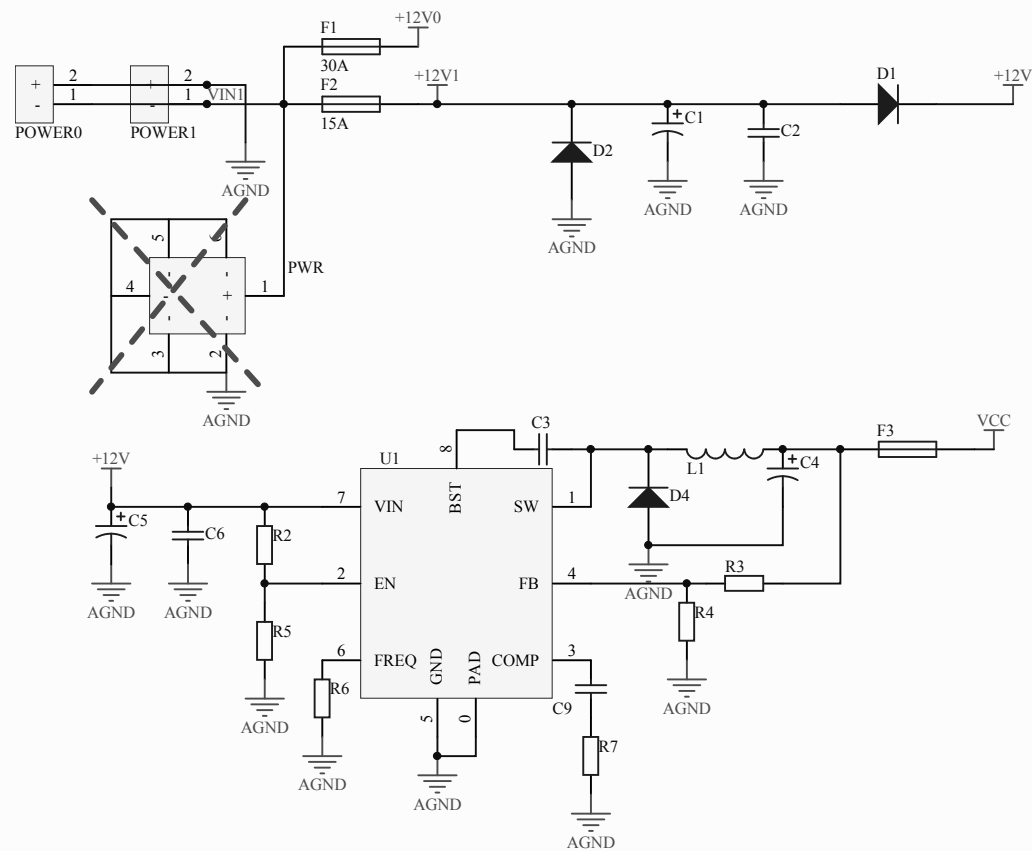 +12V0
F1
30A
F2
+12V1
15A
D1
+12V
+
2
+
2
-
1
-
1
VIN1
POWER0
POWER1
D2
+
C1
C2
AGND
AGND
AGND
AGND
5
6
PWR
4
-
-
-
+
1
-
-
3
2
AGND
C3
F3
VCC
+12V
8
U1
L1
+
C4
7
VIN
BST
SW
1
D4
+
C5
C6
R2
2
EN
FB
4
R3
AGND
AGND
AGND
R4
R5
6
FREQ
GND
PAD
COMP
3
R6
C9
AGND
AGND
5
0
R7
AGND
AGND
AGND